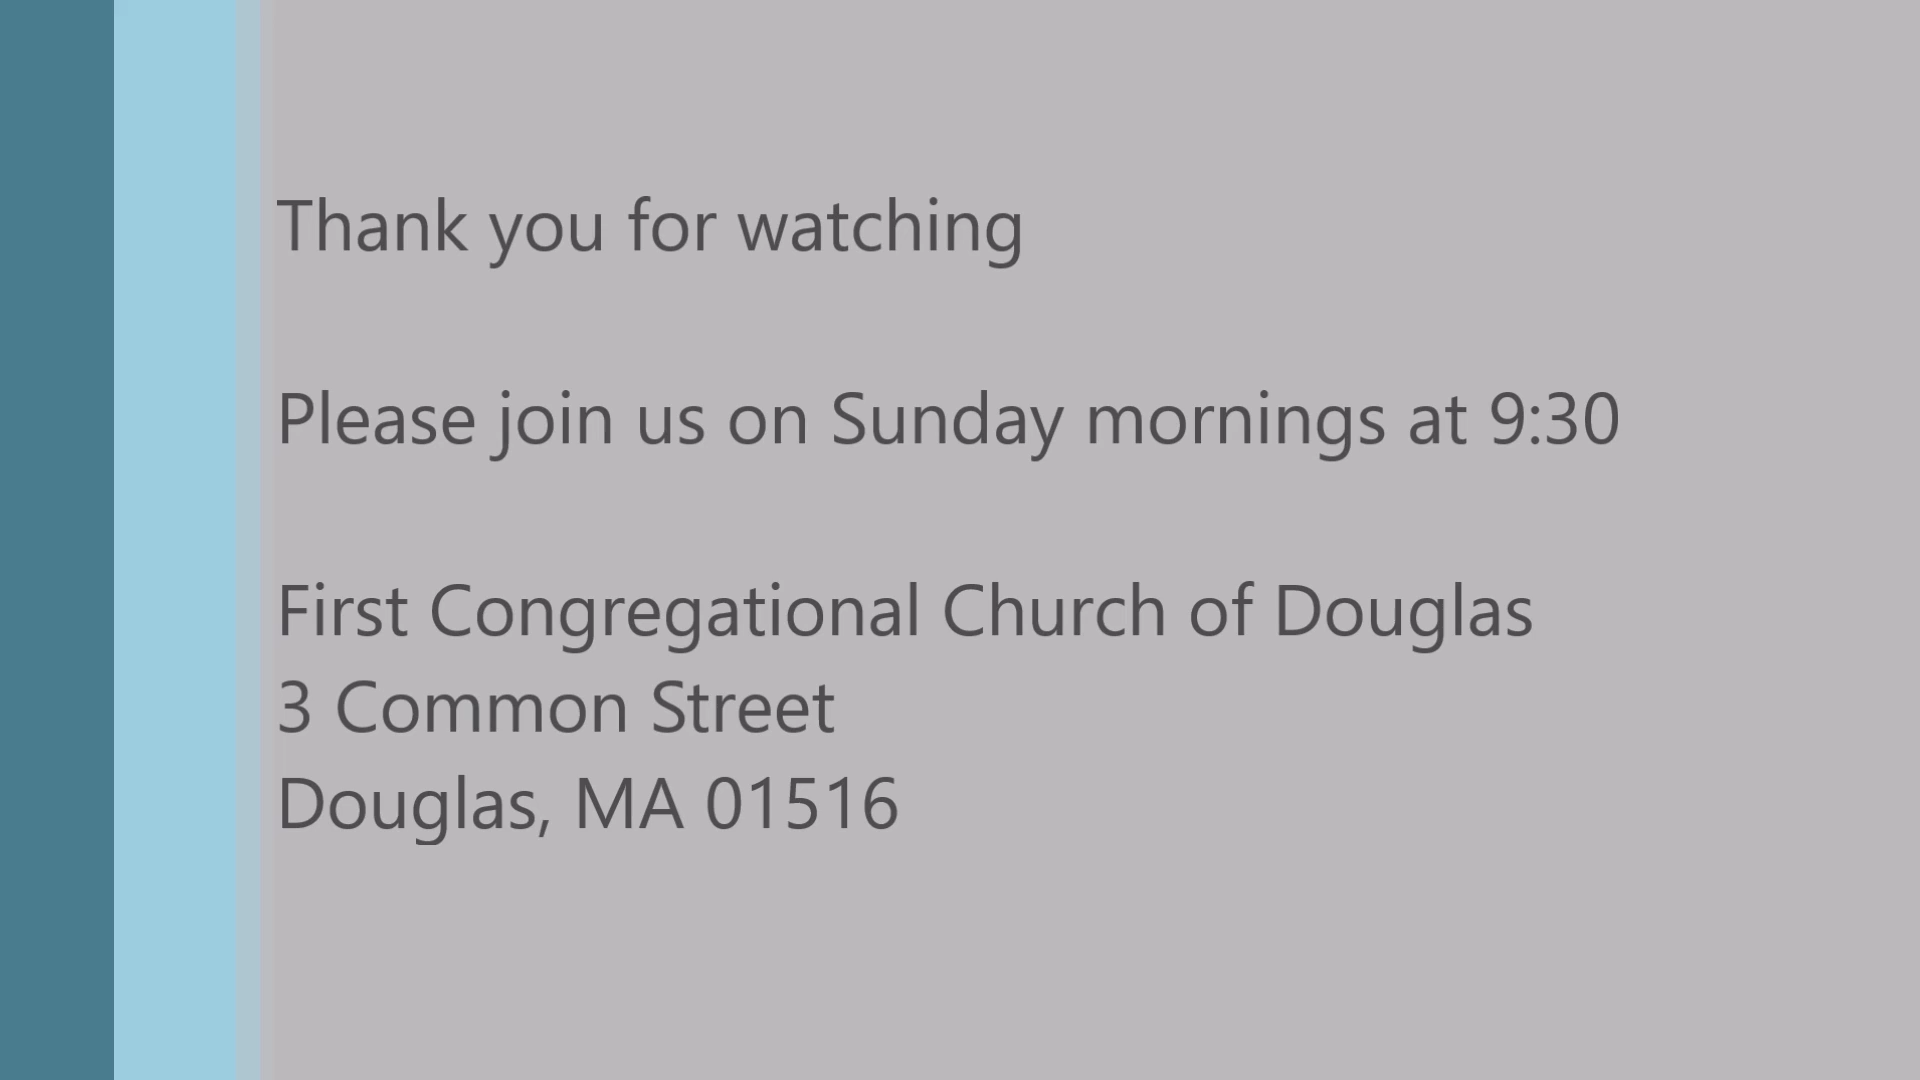 Thank you for watching
Please join us on Sunday mornings at 9:30
First Congregational Church of Douglas
3 Common Street
Douglas, MA 01516